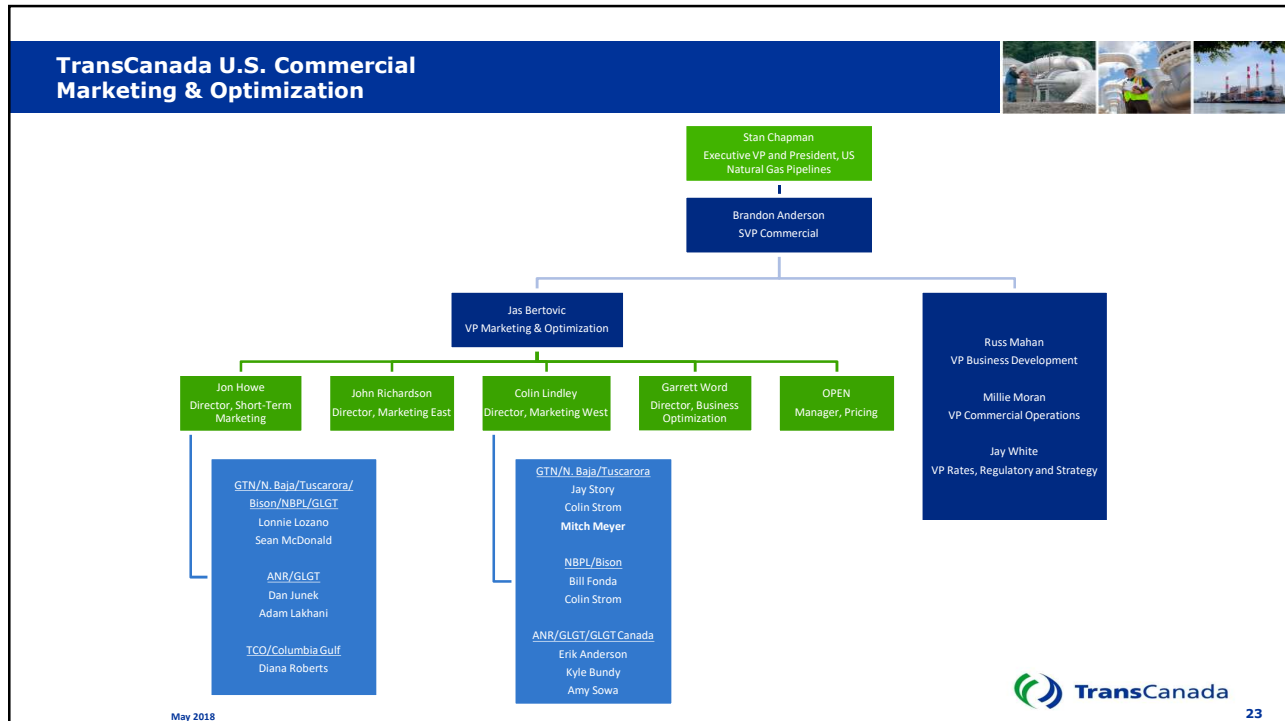 TransCanada U.S. Commercial
Marketing & Optimization
Stan Chapman
Executive VP and President, US
Natural Gas Pipelines
Brandon Anderson
SVP Commercial
Jas Bertovic
VP Marketing & Optimization
Russ Mahan
VP Business Development
Millie Moran
VP Commercial Operations
Jay White
VP Rates, Regulatory and Strategy
Jon Howe
Director, Short-Term
Marketing
John Richardson
Director, Marketing East
Colin Lindley
Director, Marketing West
Garrett Word
Director, Business
Optimization
OPEN
Manager, Pricing
GTN/N. Baja/Tuscarora/
Bison/NBPL/GLGT
Lonnie Lozano
Sean McDonald
ANR/GLGT
Dan Junek
Adam Lakhani
TCO/Columbia Gulf
Diana Roberts
GTN/N. Baja/Tuscarora
Jay Story
Colin Strom
Mitch Meyer
NBPL/Bison
Bill Fonda
Colin Strom
ANR/GLGT/GLGT Canada
Erik Anderson
Kyle Bundy
Amy Sowa
TransCanada
May 2018
23